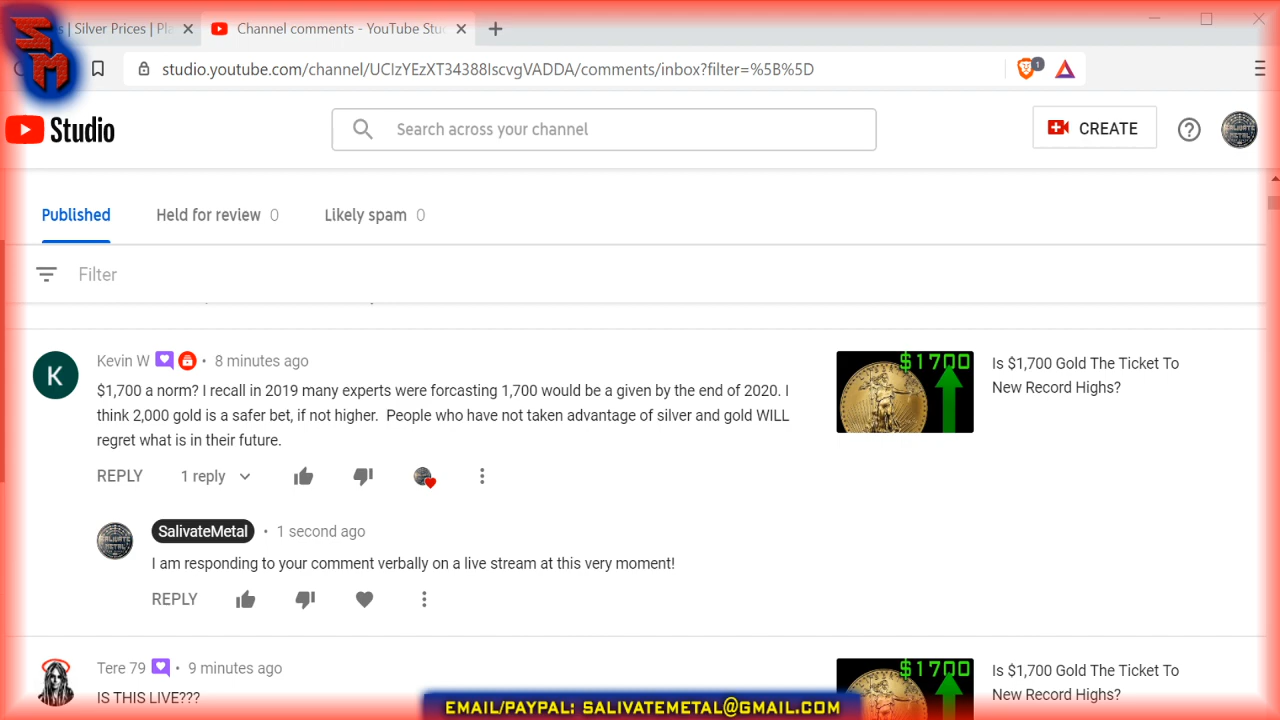 s | Silver Prices | Pla
Channel comments - YouTube Stu
SM
studio.youtube.com/channel/UCIzYEzXT34388IscvgVADDA/comments/inbox?filter=%5B%5D
1
Studio
Search across your channel
CREATE
Published
Held for review 0
Likely spam 0
Filter
Kevin W • 8 minutes ago
$1,700 a norm? I recall in 2019 many experts were forcasting 1,700 would be a given by the end of 2020. I
think 2,000 gold is a safer bet, if not higher. People who have not taken advantage of silver and gold WILL
regret what is in their future.
$1700
Is $1,700 Gold The Ticket To
New Record Highs?
REPLY
1 reply
SalivateMetal • 1 second ago
I am responding to your comment verbally on a live stream at this very moment!
REPLY
Tere 79 • 9 minutes ago
IS THIS LIVE???
$1700
Is $1,700 Gold The Ticket To
New Record Highs?
EMAIL/PAYPAL: SALIVATEMETAL@GMAIL.COM